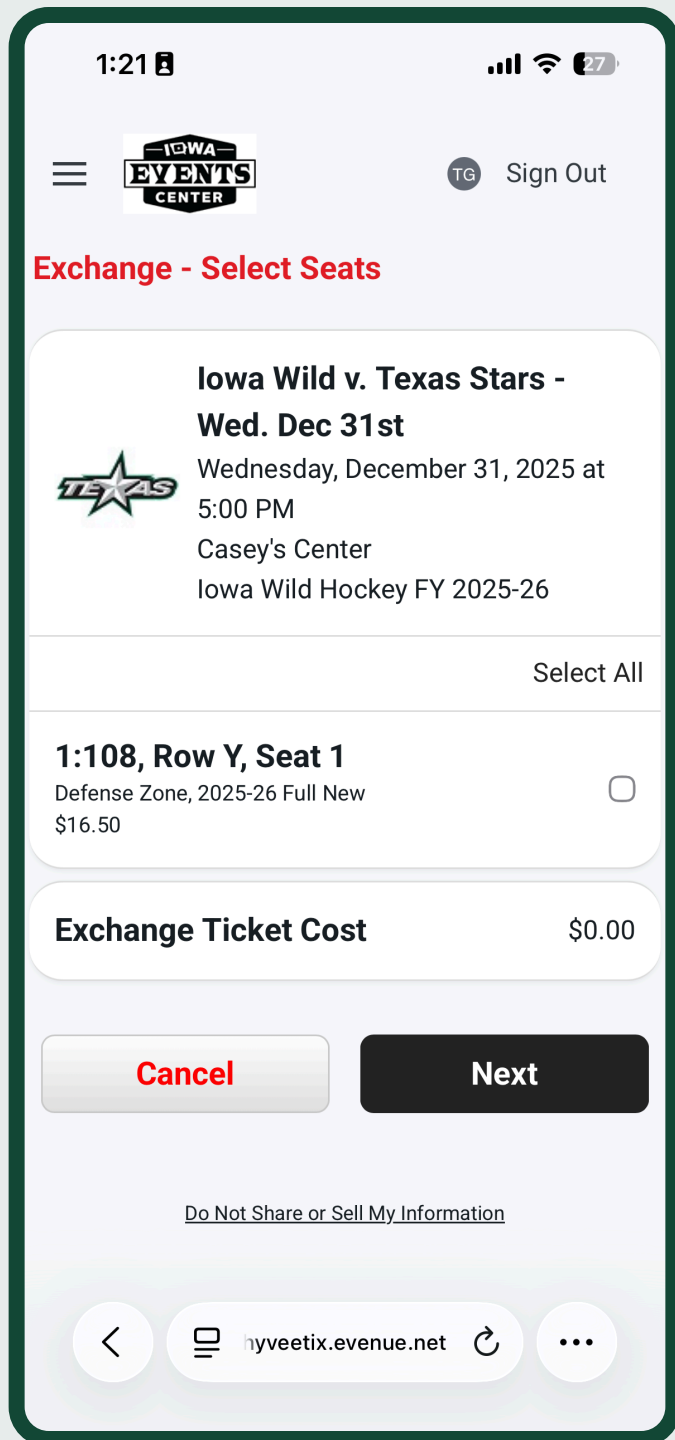 1:21
27
IOWA
EVENTS
CENTER
TG
Sign Out
Exchange - Select Seats
Iowa Wild v. Texas Stars -
Wed. Dec 31st
Wednesday, December 31, 2025 at
5:00 PM
Casey's Center
Iowa Wild Hockey FY 2025-26
TEXAS
Select All
1:108, Row Y, Seat 1
Defense Zone, 2025-26 Full New
$16.50
Exchange Ticket Cost
$0.00
Cancel
Next
Do Not Share or Sell My Information
hyveetix.evenue.net